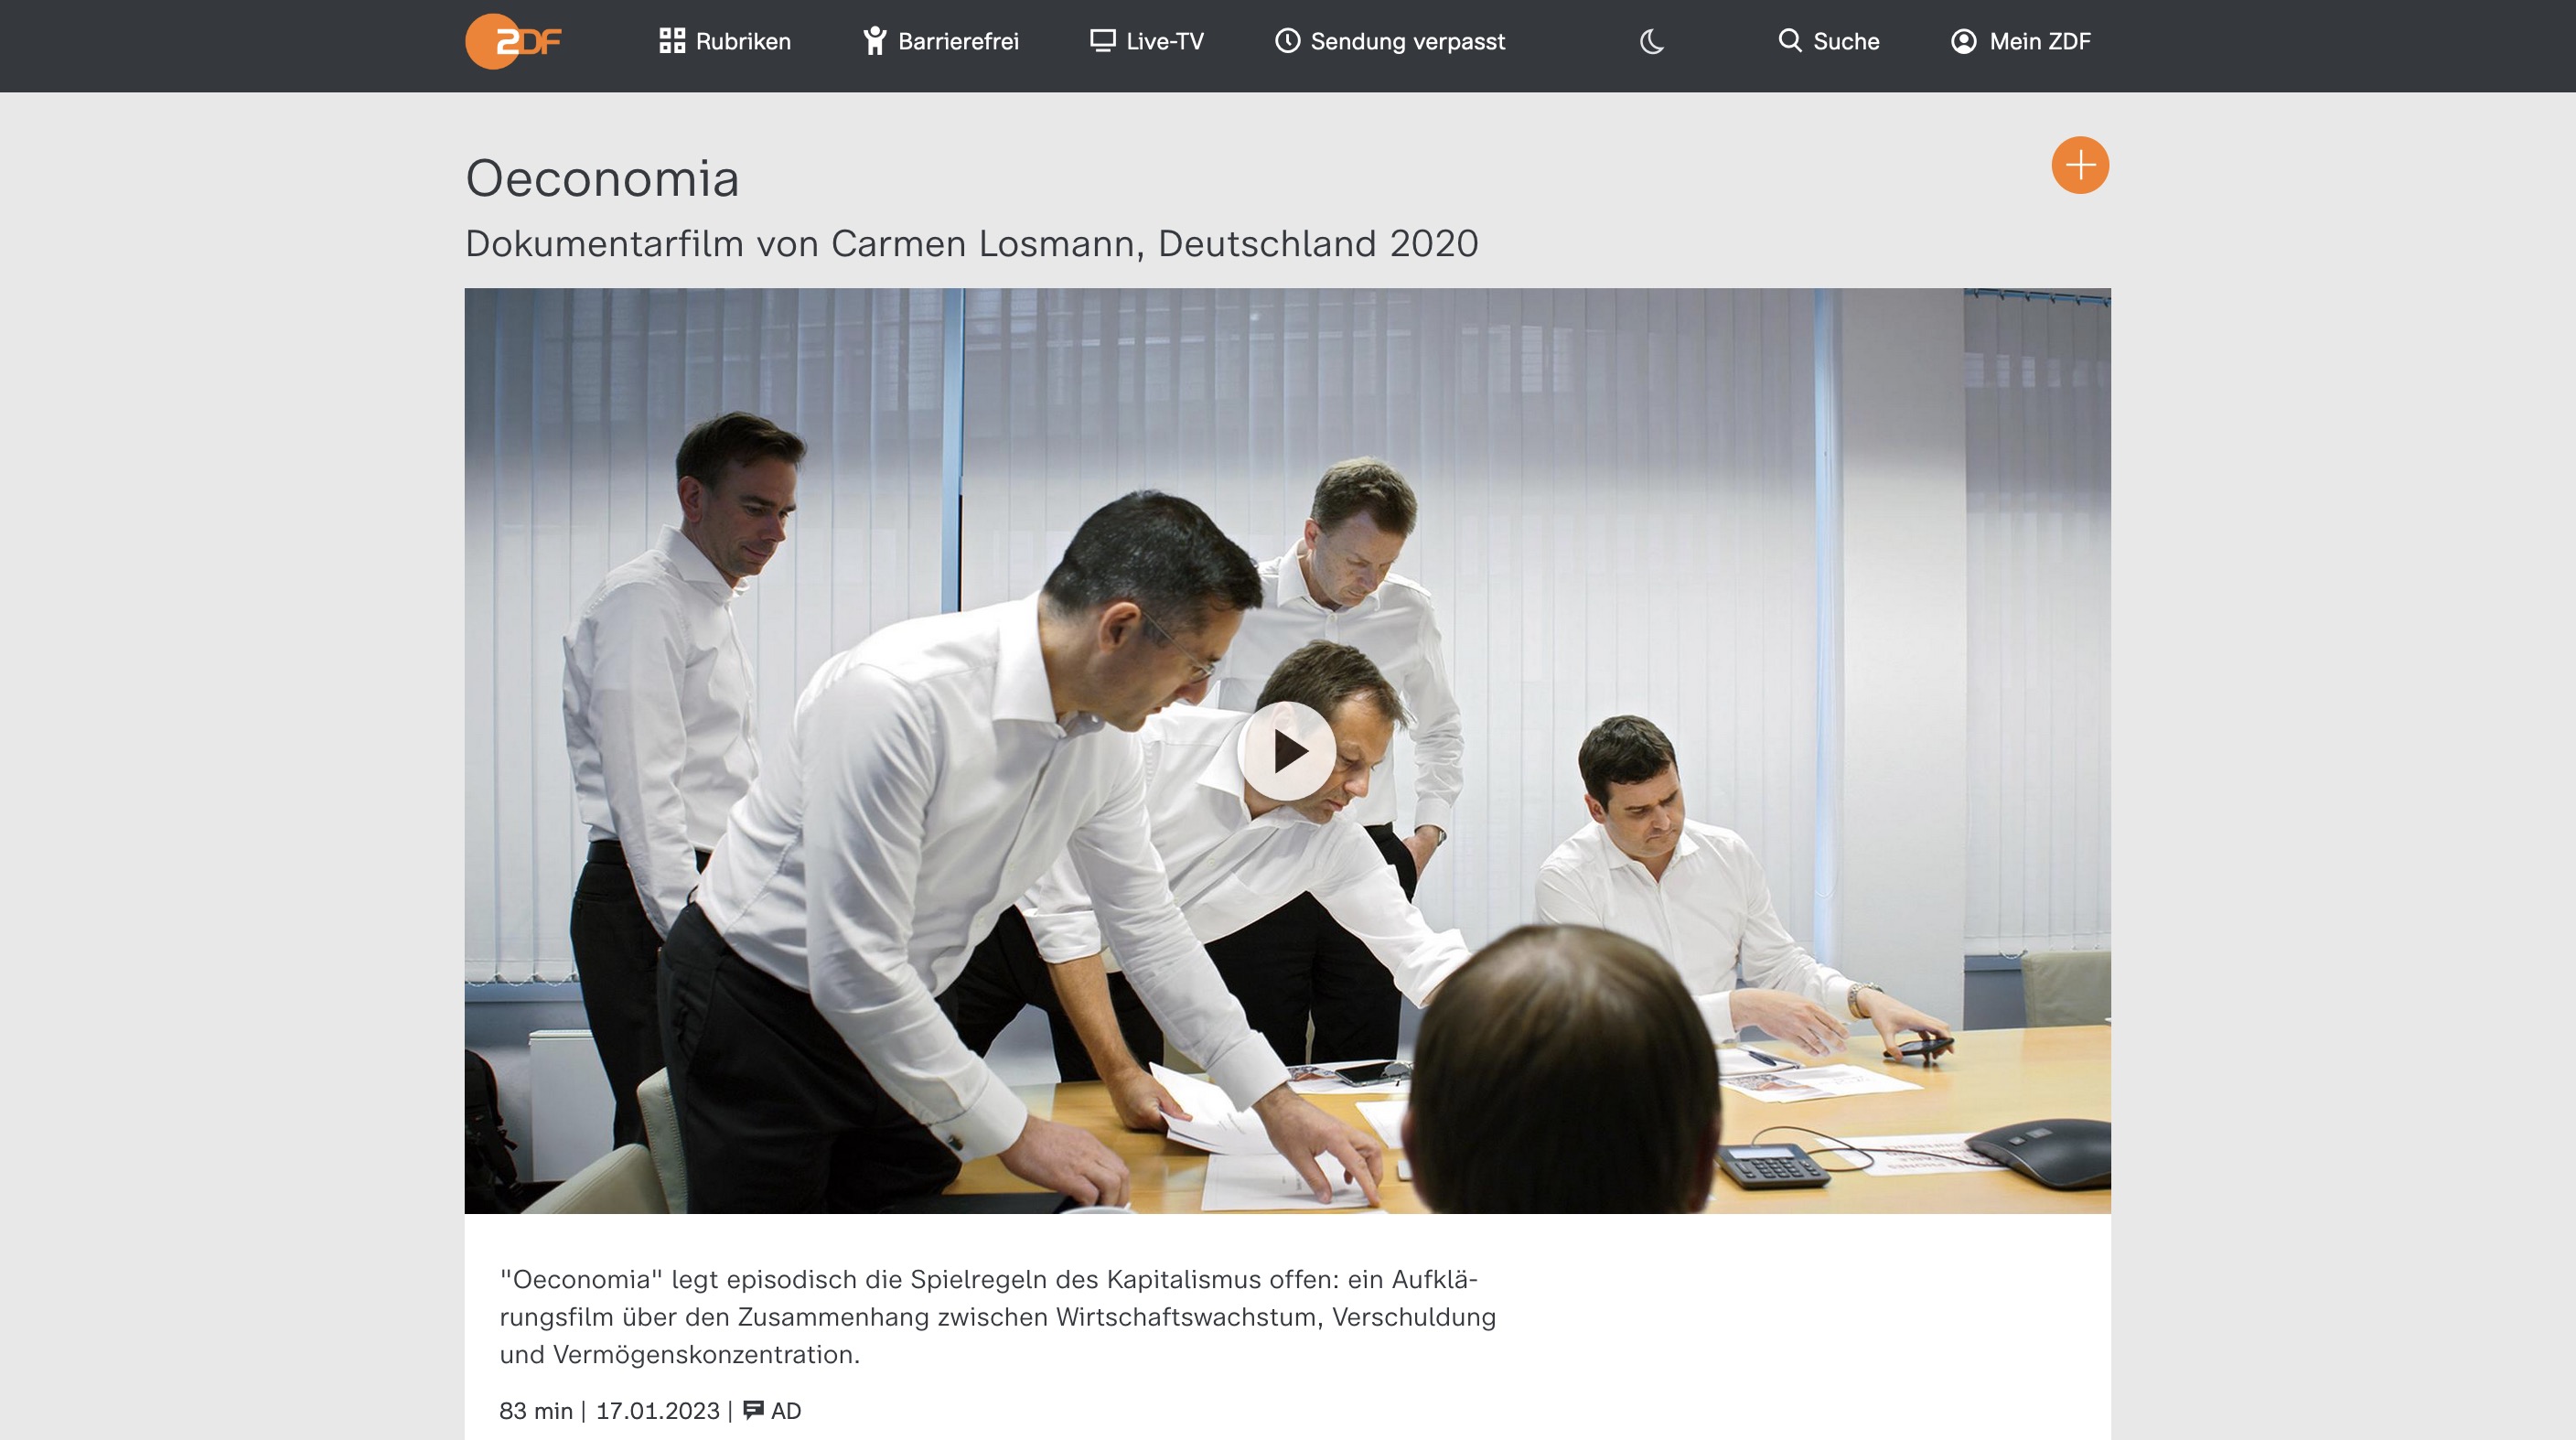 ZDF
Rubriken
Barrierefrei
Live-TV
Sendung verpasst
Suche
Mein ZDF
Oeconomia
Dokumentarfilm von Carmen Losmann, Deutschland 2020
"Oeconomia" legt episodisch die Spielregeln des Kapitalismus offen: ein Aufklä-
rungsfilm über den Zusammenhang zwischen Wirtschaftswachstum, Verschuldung
und Vermögenskonzentration.
83 min | 17.01.2023 | AD